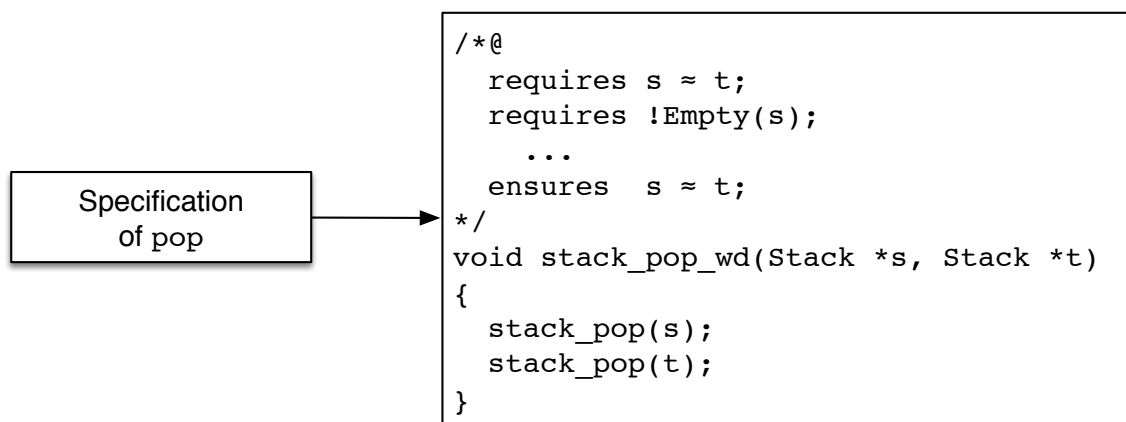 Specification
of pop
/*@
  requires s ≈ t;
  requires !Empty(s);
    ...
  ensures  s ≈ t;
*/
void stack_pop_wd(Stack *s, Stack *t)
{
  stack_pop(s);
  stack_pop(t);
}